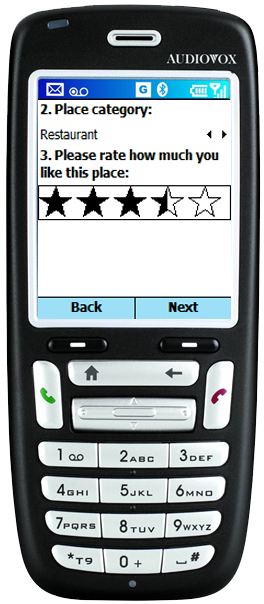 AUDIOVOX
G
2. Place category:
Restaurant
3. Please rate how much you
like this place:
Back Next
1 2ABC 3DEF
4GHI 5JKL 6MNO
7PQRS 8TUV 9WXYZ
*T9 0 + #